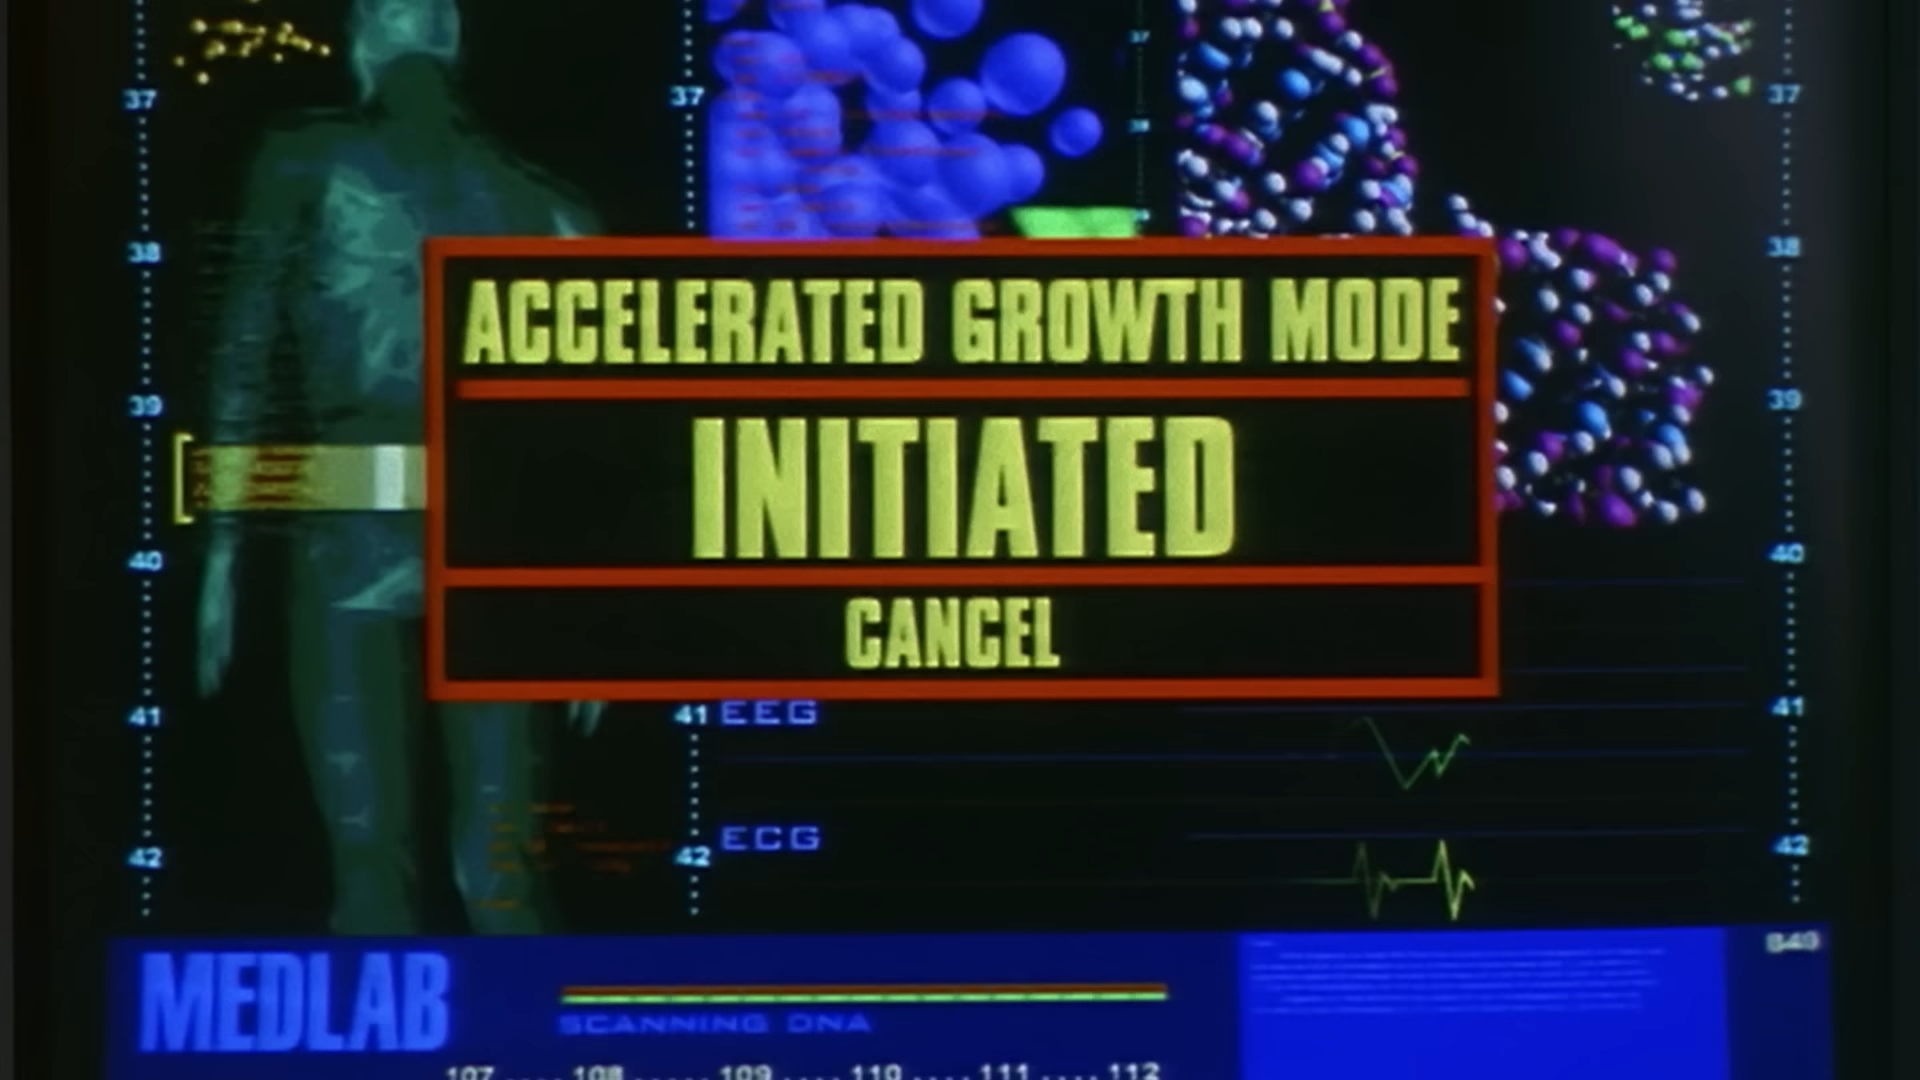 37
37
37
37
38
38
38
ACCELERATED GROWTH MODE
39
39
INITIATED
40
40
CANCEL
41
41 EEG
41
42
42 ECG
42
MEDLAB
SCANNING DNA
107 108 109 110 111 112